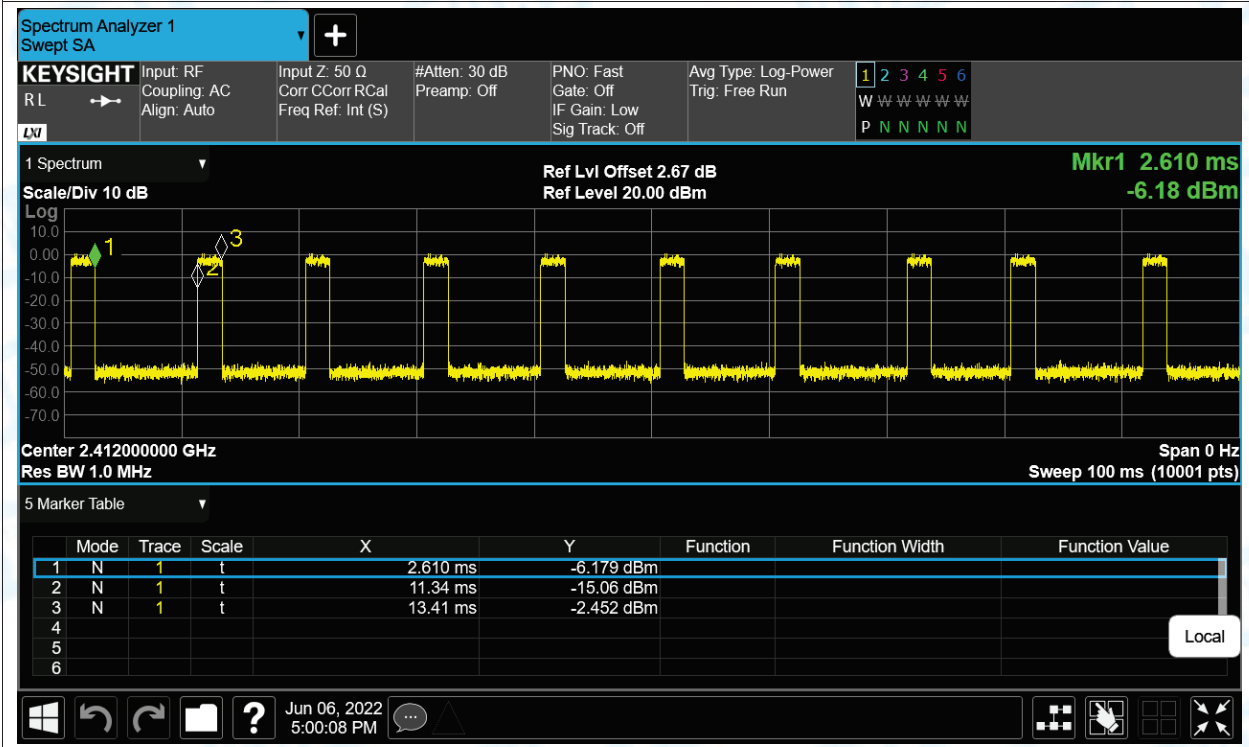 Spectrum Analyzer 1
Swept SA
KEYSIGHT
R L
LXI
Input: RF
Coupling: AC
Align: Auto
Input Z: 50 Ω
Corr CCorr RCal
Freq Ref: Int (S)
#Atten: 30 dB
Preamp: Off
PNO: Fast
Gate: Off
IF Gain: Low
Sig Track: Off
Avg Type: Log-Power
Trig: Free Run
1 2 3 4 5 6
W W W W W W
P N N N N N
1 Spectrum
Scale/Div 10 dB
Ref Lvl Offset 2.67 dB
Ref Level 20.00 dBm
Mkr1 2.610 ms
-6.18 dBm
Log
10.0
0.00
-10.0
-20.0
-30.0
-40.0
-50.0
-60.0
-70.0
1
2
3
Center 2.412000000 GHz
Span 0 Hz
Res BW 1.0 MHz
Sweep 100 ms (10001 pts)
5 Marker Table
Mode Trace Scale X Y Function Function Width Function Value
1 N 1 t 2.610 ms -6.179 dBm
2 N 1 t 11.34 ms -15.06 dBm
3 N 1 t 13.41 ms -2.452 dBm
4
5
6
Local
?
Jun 06, 2022
5:00:08 PM